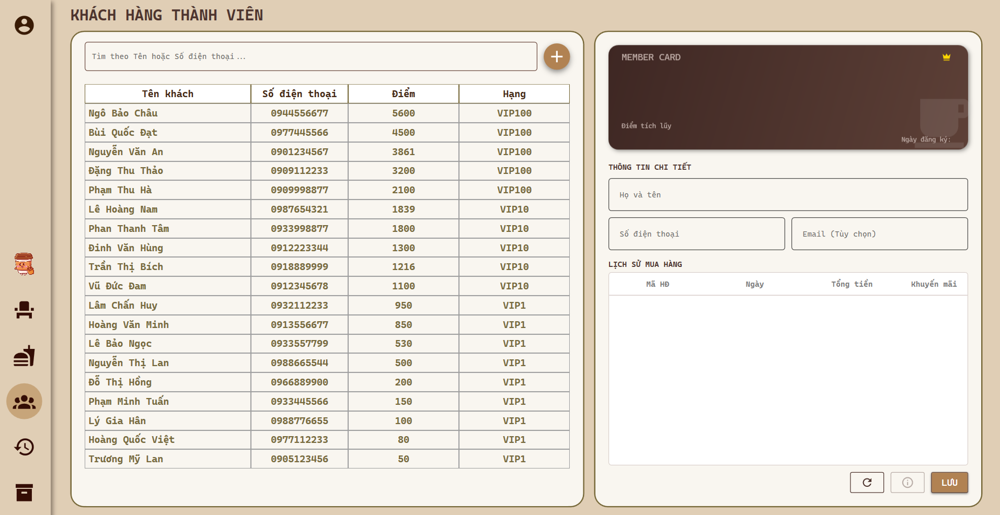 KHÁCH HÀNG THÀNH VIÊN
Tìm theo Tên hoặc Số điện thoại...
Tên khách Số điện thoại Điểm Hạng
Ngô Bảo Châu 0944556677 5600 VIP100
Bùi Quốc Đạt 0977445566 4500 VIP100
Nguyễn Văn An 0901234567 3861 VIP100
Đặng Thu Thảo 0909112233 3200 VIP100
Phạm Thu Hà 0909998877 2100 VIP100
Lê Hoàng Nam 0987654321 1839 VIP10
Phan Thanh Tâm 0933998877 1800 VIP10
Đinh Văn Hùng 0912223344 1300 VIP10
Trần Thị Bích 0918889999 1216 VIP10
Vũ Đức Đam 0912345678 1100 VIP10
Lâm Chấn Huy 0932112233 950 VIP1
Hoàng Văn Minh 0913556677 850 VIP1
Lê Bảo Ngọc 0933557799 530 VIP1
Nguyễn Thị Lan 0988665544 500 VIP1
Đỗ Thị Hồng 0966889900 200 VIP1
Phạm Minh Tuấn 0933445566 150 VIP1
Lý Gia Hân 0988776655 100 VIP1
Hoàng Quốc Việt 0977112233 80 VIP1
Trương Mỹ Lan 0905123456 50 VIP1
MEMBER CARD
Điểm tích lũy
Ngày đăng ký:
THÔNG TIN CHI TIẾT
Họ và tên
Số điện thoại Email (Tùy chọn)
LỊCH SỬ MUA HÀNG
Mã HĐ Ngày Tổng tiền Khuyến mãi
LƯU